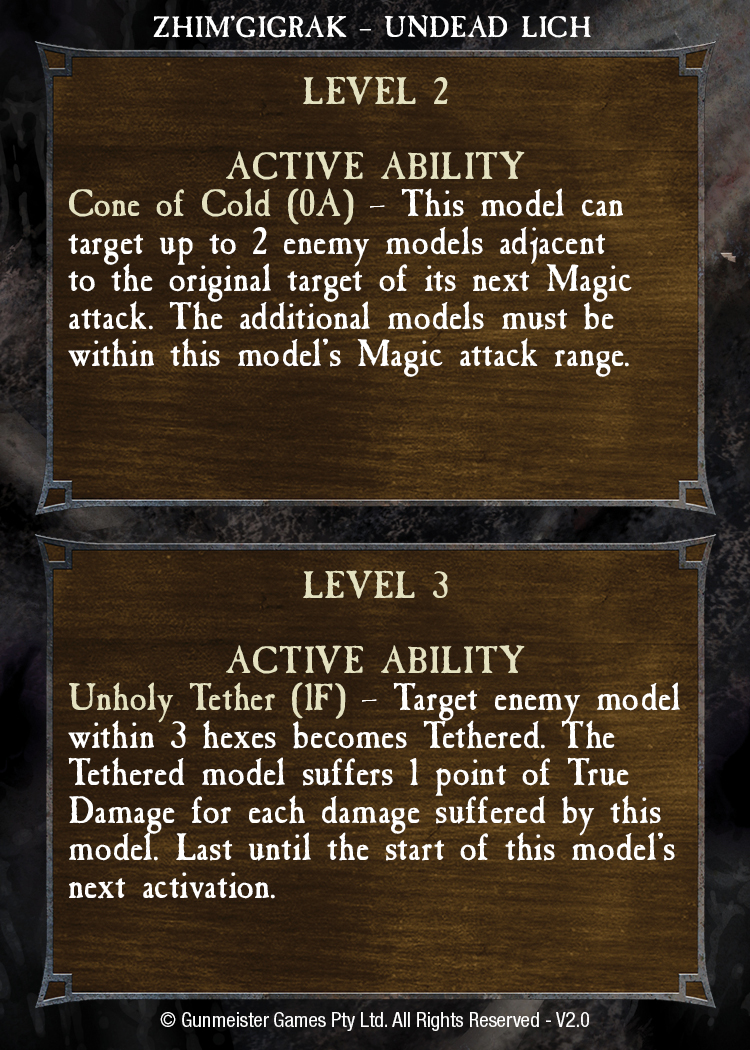 ZHIM'GIGRAK – UNDEAD LICH
LEVEL 2
ACTIVE ABILITY
Cone of Cold (0A) – This model can
target up to 2 enemy models adjacent
to the original target of its next Magic
attack. The additional models must be
within this model's Magic attack range.
LEVEL 3
ACTIVE ABILITY
Unholy Tether (1F) – Target enemy model
within 3 hexes becomes Tethered. The
Tethered model suffers 1 point of True
Damage for each damage suffered by this
model. Last until the start of this model's
next activation.
© Gunmeister Games Pty Ltd. All Rights Reserved - V2.0